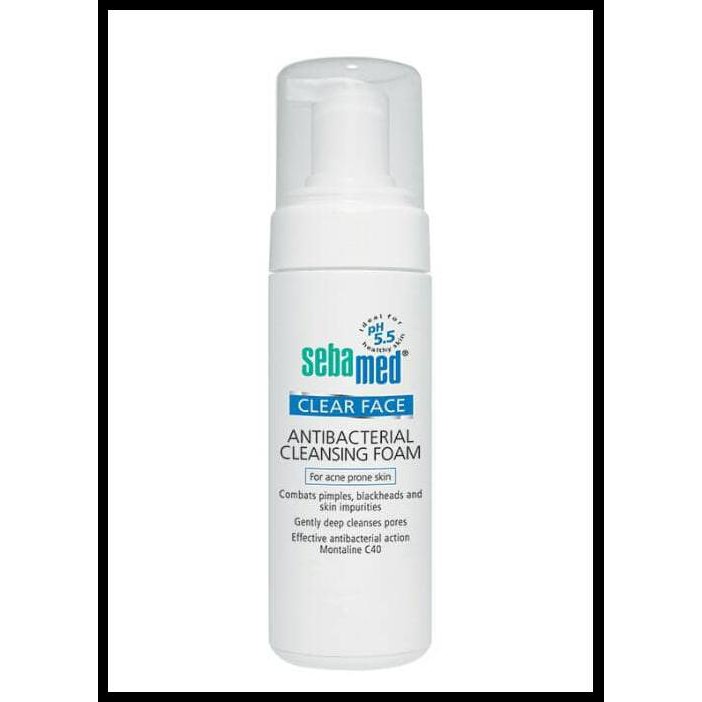 Ideal for
pH
5.5
healthy skin
sebamed®
CLEAR FACE
ANTIBACTERIAL
CLEANSING FOAM
For acne prone skin
Combats pimples, blackheads and
skin impurities
Gently deep cleanses pores
Effective antibacterial action
Montaline C40